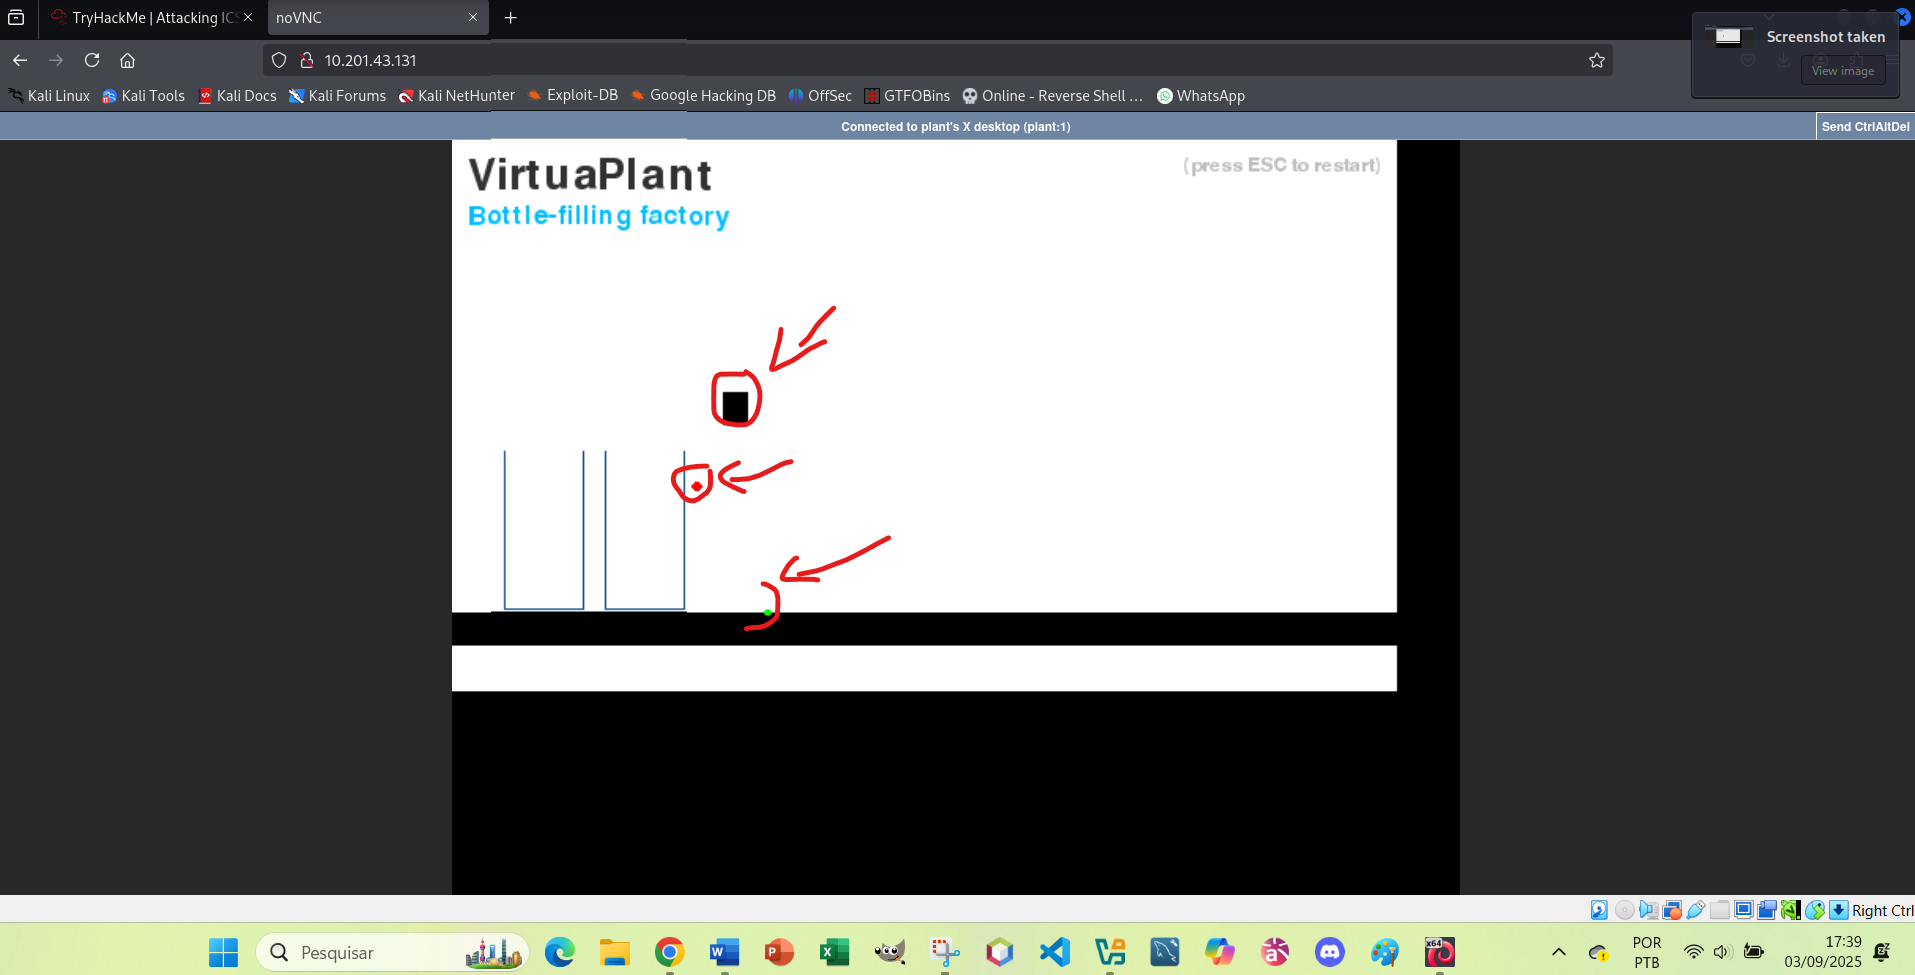 TryHackMe | Attacking ICS
noVNC
Screenshot taken
View image
10.201.43.131
Kali Linux Kali Tools Kali Docs Kali Forums Kali NetHunter Exploit-DB Google Hacking DB OffSec GTFOBins Online - Reverse Shell ... WhatsApp
Connected to plant's X desktop (plant:1)
Send CtrlAltDel
VirtuaPlant
(press ESC to restart)
Bottle-filling factory
Right Ctrl
Pesquisar
x64
POR
PTB
17:39
03/09/2025